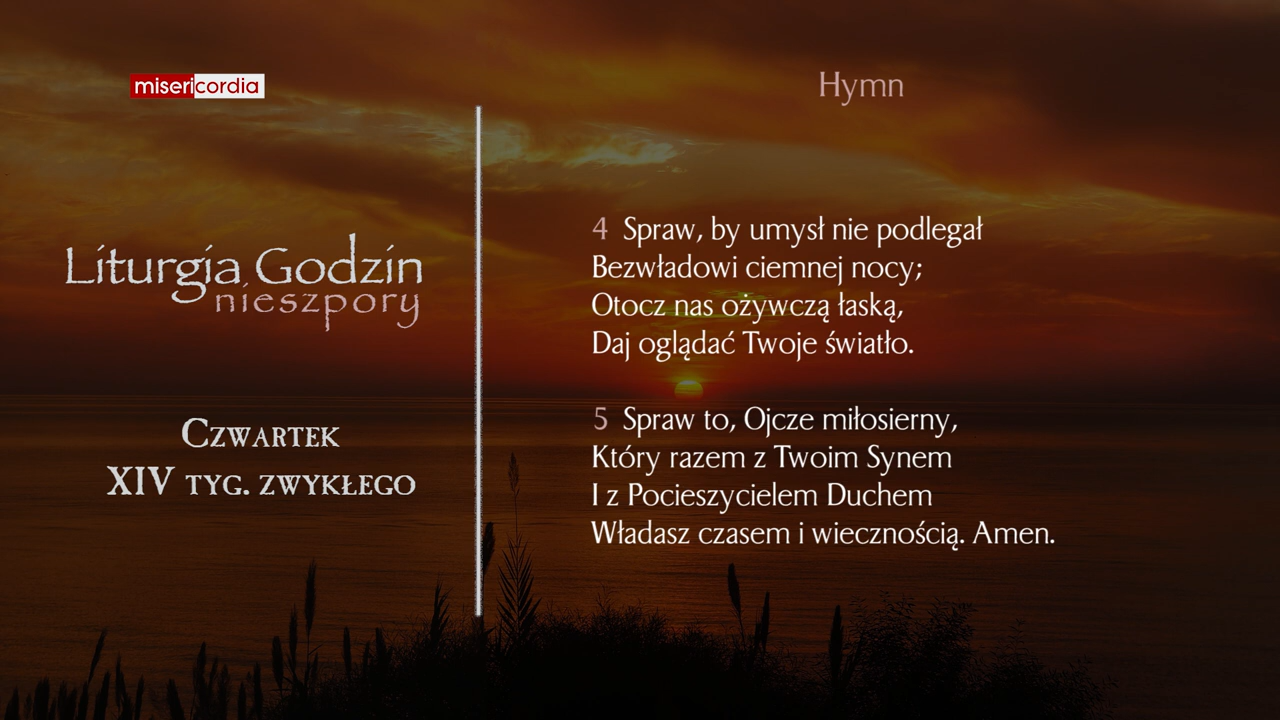 misericordia
Liturgia Godzin
nieszpory
Czwartek
XIV tyg. zwykłego
Hymn
4 Spraw, by umysł nie podlegał
Bezwładowi ciemnej nocy;
Otocz nas ożywczą łaską,
Daj oglądać Twoje światło.
5 Spraw to, Ojcze miłosierny,
Który razem z Twoim Synem
I z Pocieszycielem Duchem
Władasz czasem i wiecznością. Amen.